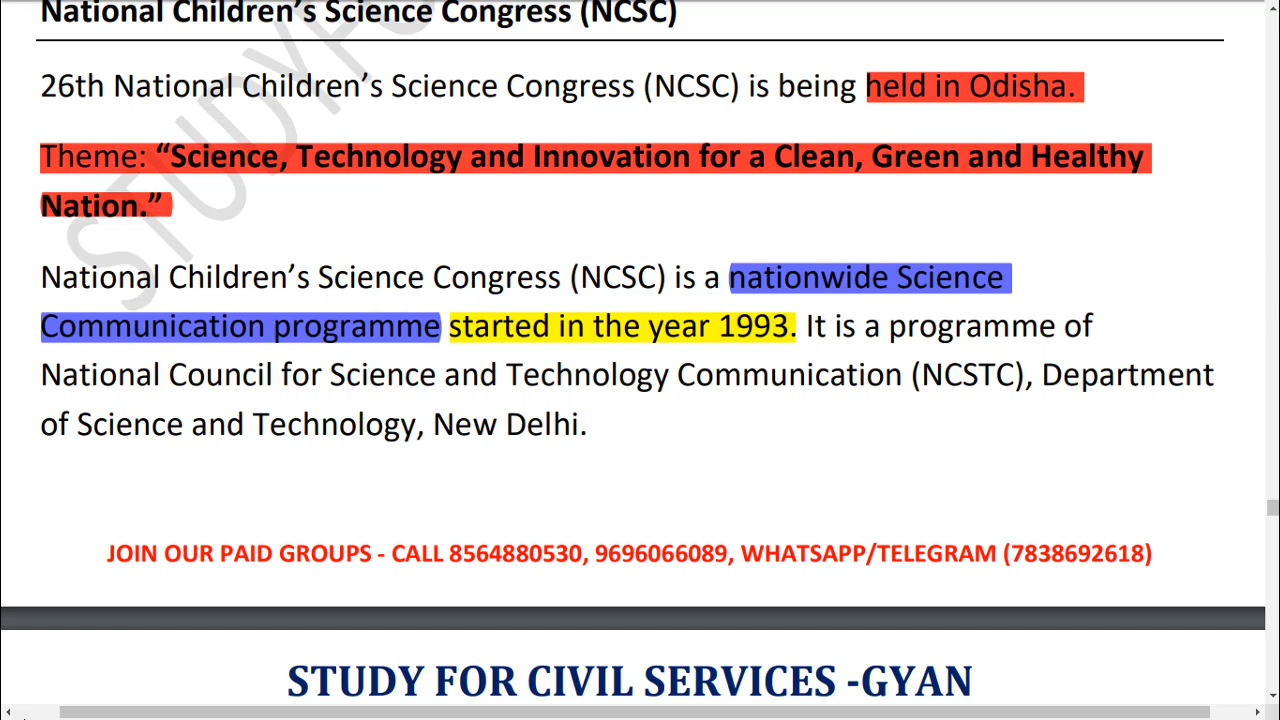 National Children’s Science Congress (NCSC)
26th National Children’s Science Congress (NCSC) is being held in Odisha.
Theme: “Science, Technology and Innovation for a Clean, Green and Healthy
Nation.”
National Children’s Science Congress (NCSC) is a nationwide Science
Communication programme started in the year 1993. It is a programme of
National Council for Science and Technology Communication (NCSTC), Department
of Science and Technology, New Delhi.
JOIN OUR PAID GROUPS - CALL 8564880530, 9696066089, WHATSAPP/TELEGRAM (7838692618)
STUDY FOR CIVIL SERVICES -GYAN